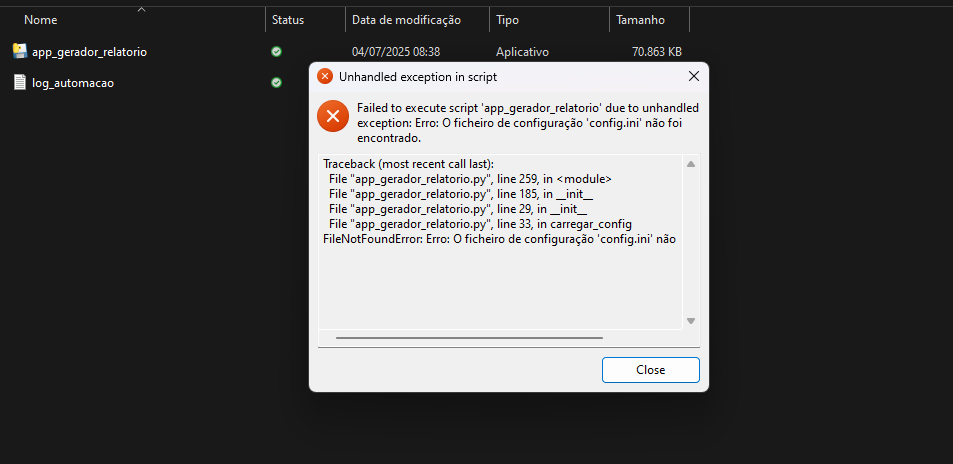 Nome Status Data de modificação Tipo Tamanho
app_gerador_relatorio 04/07/2025 08:38 Aplicativo 70.863 KB
log_automacao
Unhandled exception in script
Failed to execute script 'app_gerador_relatorio' due to unhandled
exception: Erro: O ficheiro de configuração 'config.ini' não foi
encontrado.
Traceback (most recent call last):
File "app_gerador_relatorio.py", line 259, in <module>
File "app_gerador_relatorio.py", line 185, in __init__
File "app_gerador_relatorio.py", line 29, in __init__
File "app_gerador_relatorio.py", line 33, in carregar_config
FileNotFoundError: Erro: O ficheiro de configuração 'config.ini' não
Close